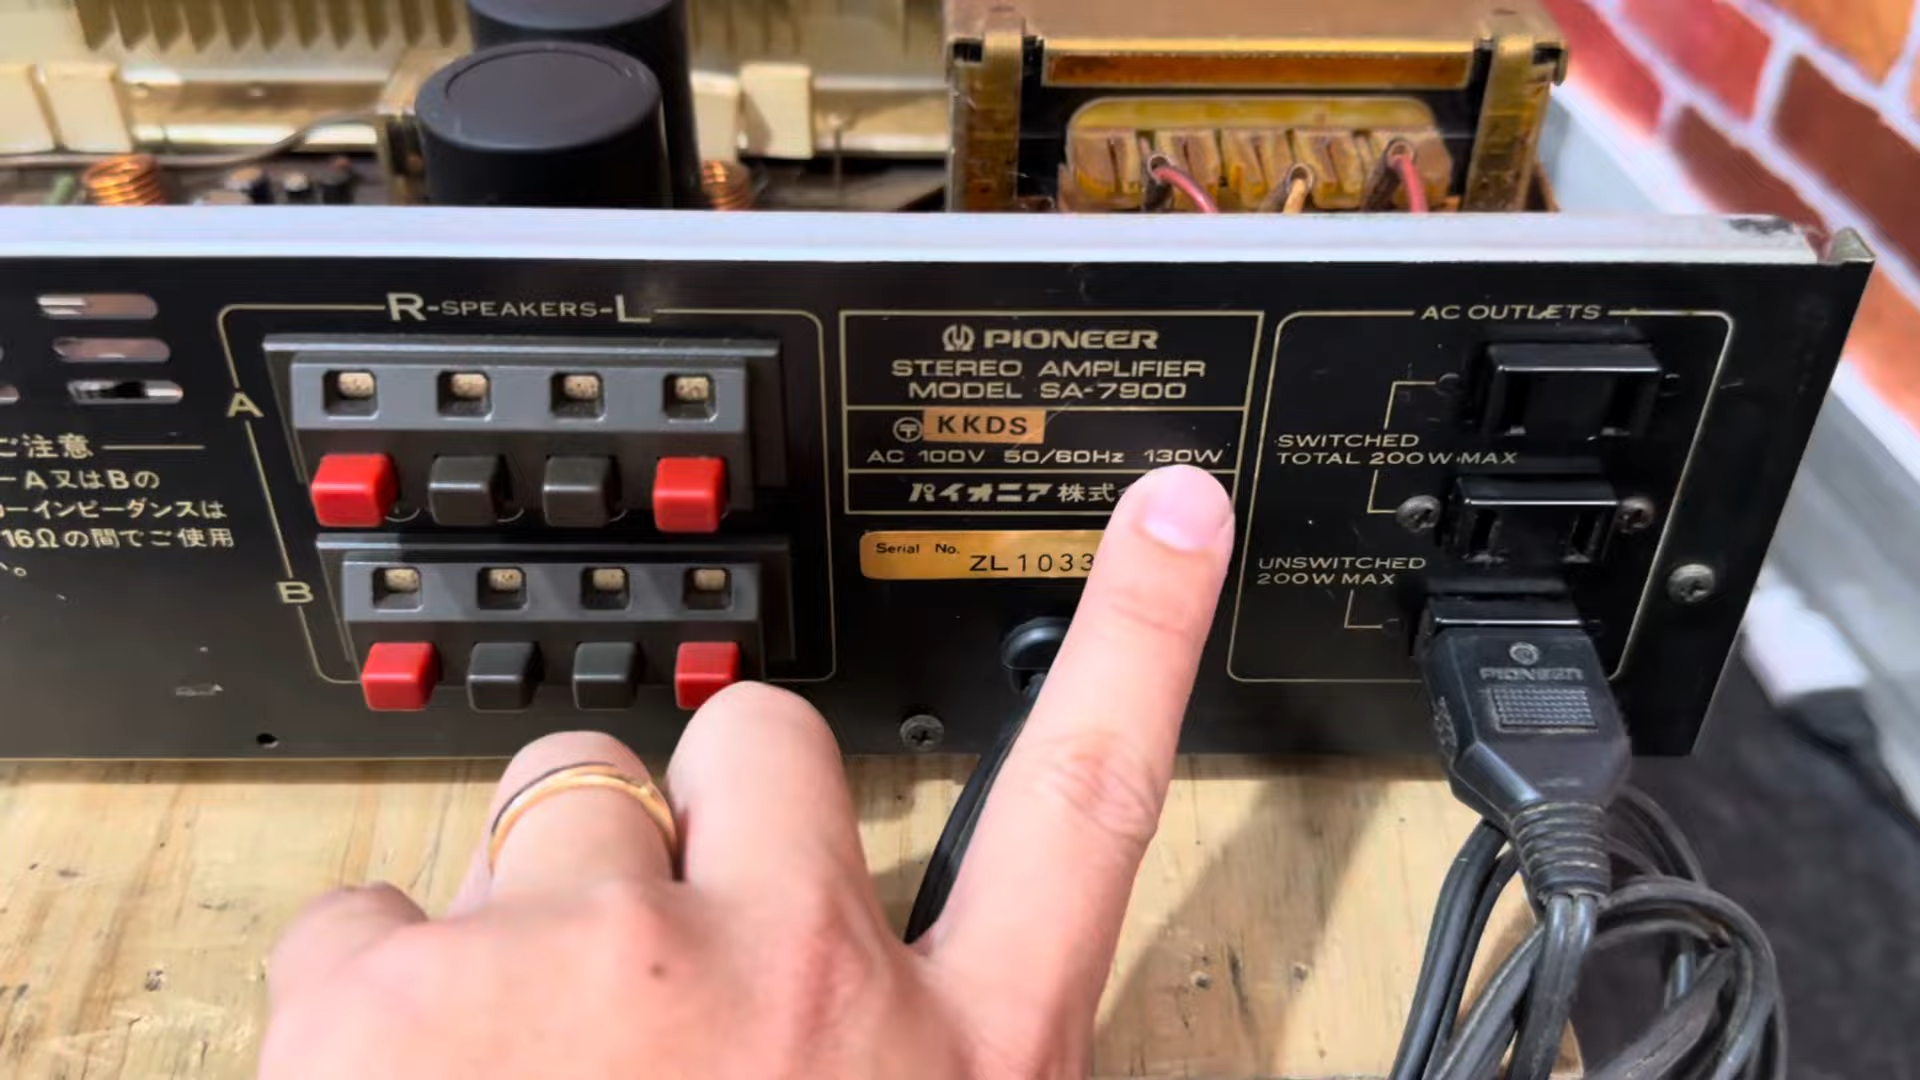 ご注意
A又はBの
ーインピーダンスは
16Ωの間でご使用
。
R-SPEAKERS-L
A
B
PIONEER
STEREO AMPLIFIER
MODEL SA-7900
〒 KKDS
AC 100V 50/60Hz 130W
パイオニア株式
Serial No.
ZL1033
AC OUTLETS
SWITCHED
TOTAL 200W MAX
UNSWITCHED
200W MAX
PIONEER